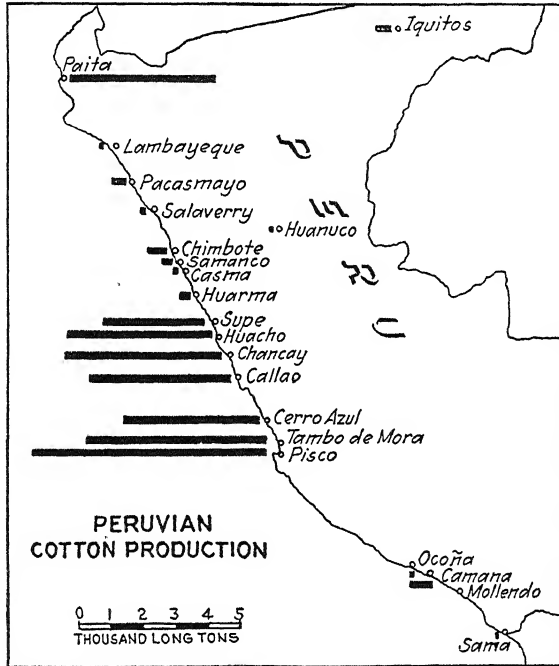 Iquitos
Paita
Lambayeque
Pacasmayo
Salaverry
Huanuco
Chimbote
Samanco
Casma
Huarma
Supe
Huacho
Chancay
Callao
Cerro Azul
Tambo de Mora
Pisco
PERU
PERUVIAN
COTTON PRODUCTION
0 1 2 3 4 5
THOUSAND LONG TONS
Ocoña
Camana
Mollendo
Sama